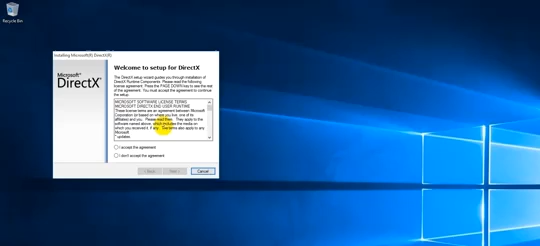 Recycle Bin
Installing Microsoft(R) DirectX(R)
Microsoft®
DirectX
Welcome to setup for DirectX
The DirectX setup wizard guides you through installation of
DirectX Runtime Components. Please read the following
license agreement. Press the PAGE DOWN key to see the rest
of the agreement. You must accept the agreement to continue
the setup.
MICROSOFT SOFTWARE LICENSE TERMS
MICROSOFT DIRECTX END USER RUNTIME
These license terms are an agreement between Microsoft
Corporation (or based on where you live, one of its
affiliates) and you. Please read them. They apply to the
software named above, which includes the media on
which you received it, if any. The terms also apply to any
Microsoft
* updates
I accept the agreement
I don't accept the agreement
< Back
Next >
Cancel